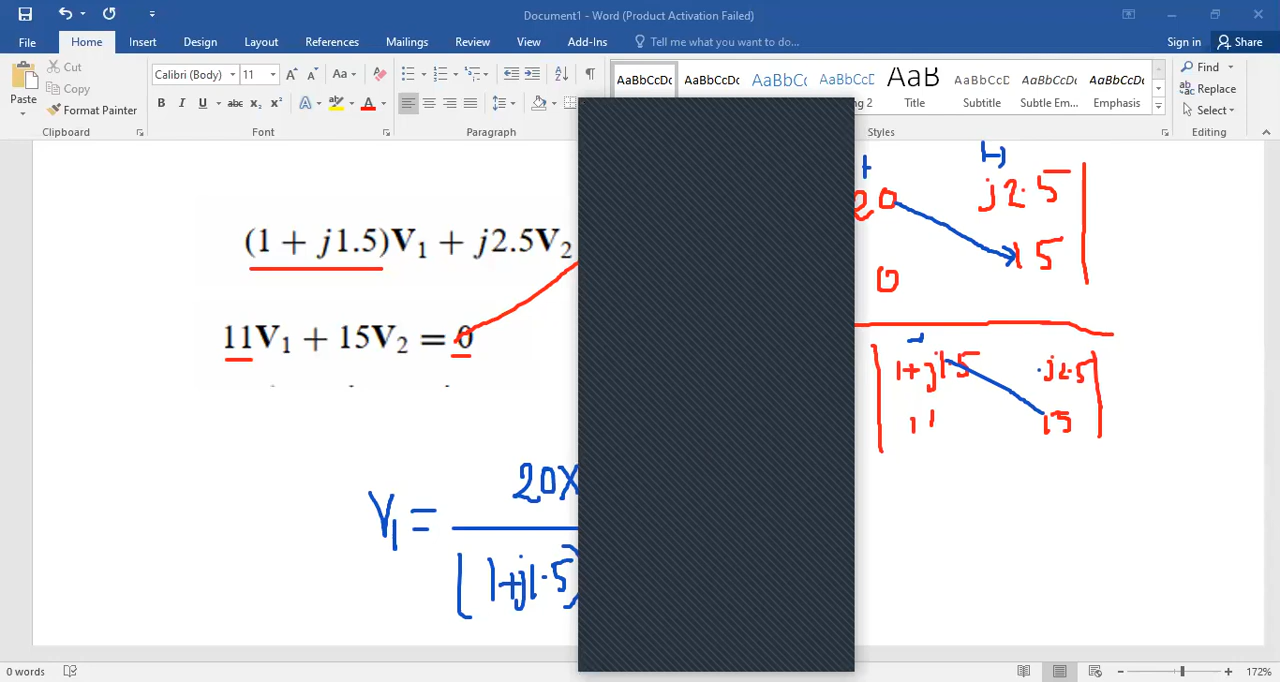 Document1 - Word (Product Activation Failed)
File Home Insert Design Layout References Mailings Review View Add-Ins Tell me what you want to do... Sign in Share
Paste Cut Copy Format Painter
Calibri (Body) 11
AaBbCcDc AaBbCcDc AaBbCc AaBbCcE AaB AaBbCcD AaBbCcDc AaBbCcDc
g 2 Title Subtitle Subtle Em... Emphasis
Find Replace Select
Clipboard Font Paragraph Styles Editing
(1 + j1.5)V₁ + j2.5V₂
11V₁ + 15V₂ = 0
20 j2.5
0 15
1+j1.5 j2.5
11 15
V₁ = 20X
[(1+j1.5)
0 words 172%